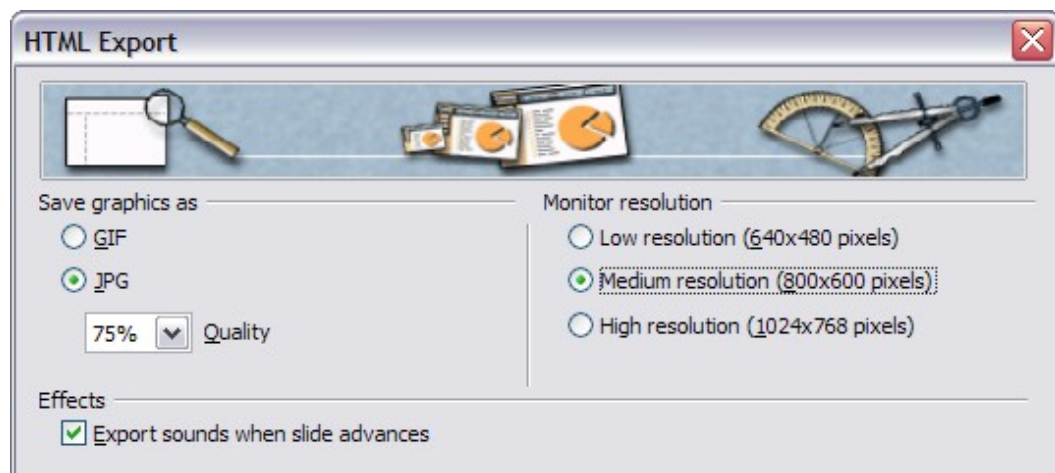 HTML Export
Save graphics as
GIF
JPG
75% Quality
Monitor resolution
Low resolution (640x480 pixels)
Medium resolution (800x600 pixels)
High resolution (1024x768 pixels)
Effects
Export sounds when slide advances